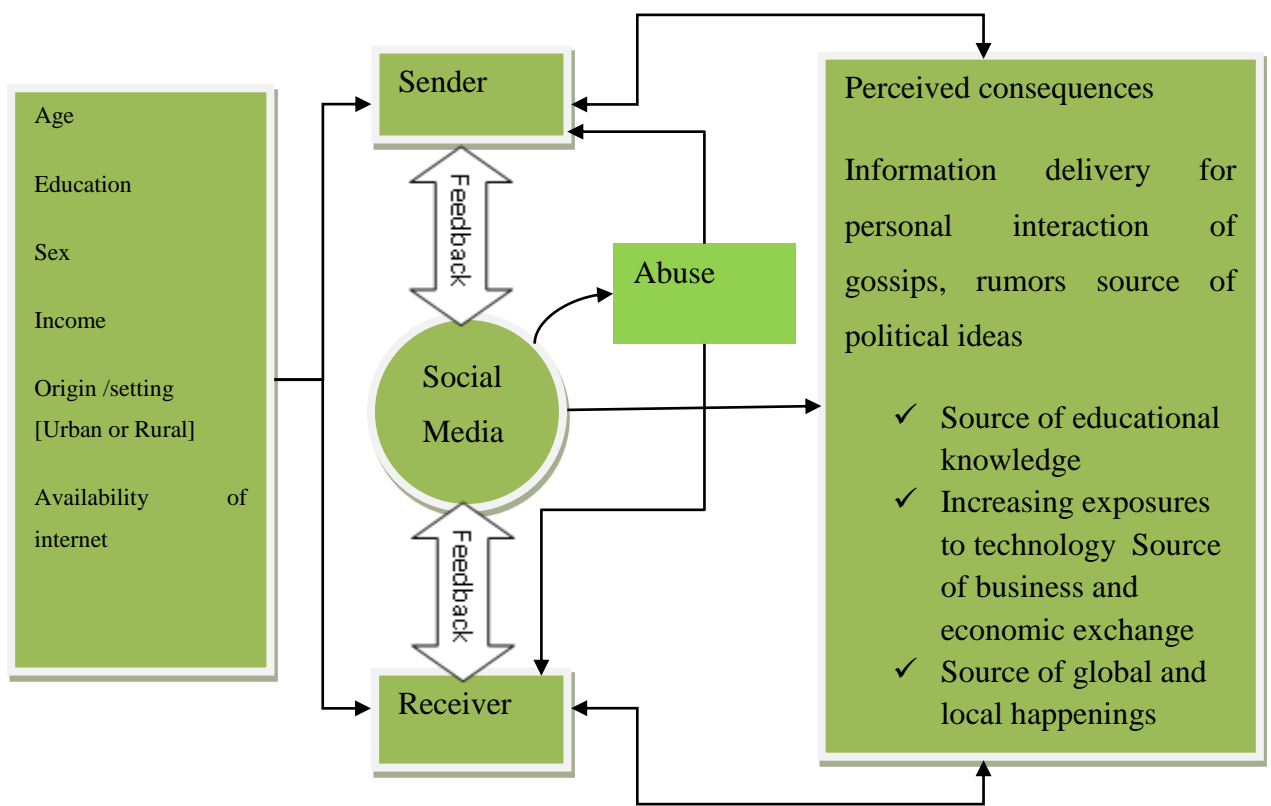 Age
Education
Sex
Income
Origin /setting
[Urban or Rural]
Availability of
internet
Sender
Feedback
Social
Media
Feedback
Receiver
Abuse
Perceived consequences
Information delivery for
personal interaction of
gossips, rumors source of
political ideas
✓ Source of educational
knowledge
✓ Increasing exposures
to technology Source
of business and
economic exchange
✓ Source of global and
local happenings